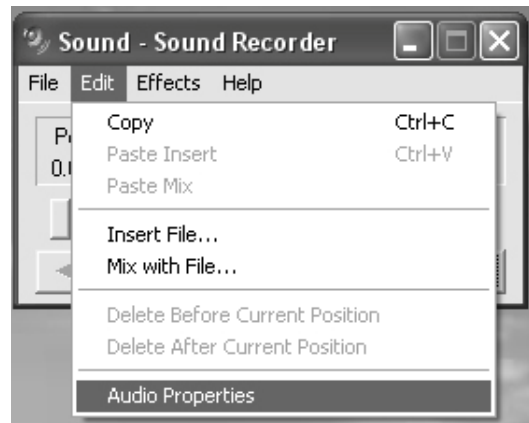 Sound - Sound Recorder
File Edit Effects Help
Copy Ctrl+C
Paste Insert Ctrl+V
Paste Mix
Insert File...
Mix with File...
Delete Before Current Position
Delete After Current Position
Audio Properties